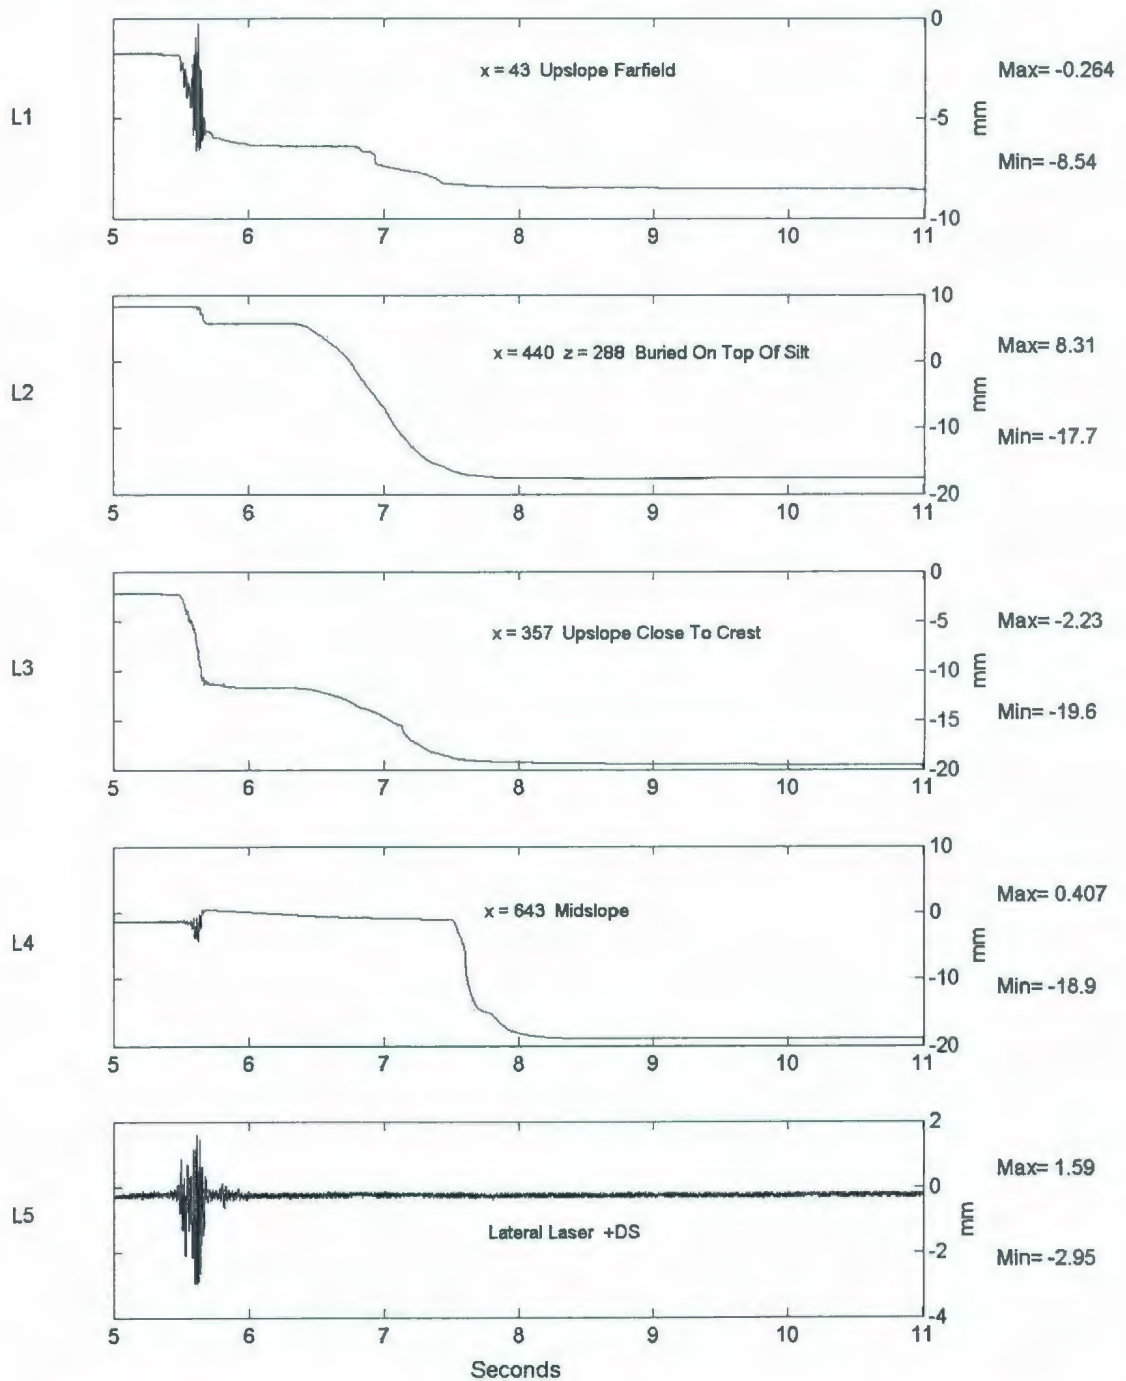 L1
x = 43 Upslope Farfield
0
-5
-10
mm
Max= -0.264
Min= -8.54
5 6 7 8 9 10 11
L2
x = 440 z = 288 Buried On Top Of Silt
10
0
-10
-20
mm
Max= 8.31
Min= -17.7
5 6 7 8 9 10 11
L3
x = 357 Upslope Close To Crest
0
-5
-10
-15
-20
mm
Max= -2.23
Min= -19.6
5 6 7 8 9 10 11
L4
x = 643 Midslope
10
0
-10
-20
mm
Max= 0.407
Min= -18.9
5 6 7 8 9 10 11
L5
Lateral Laser +DS
2
0
-2
-4
mm
Max= 1.59
Min= -2.95
5 6 7 8 9 10 11
Seconds